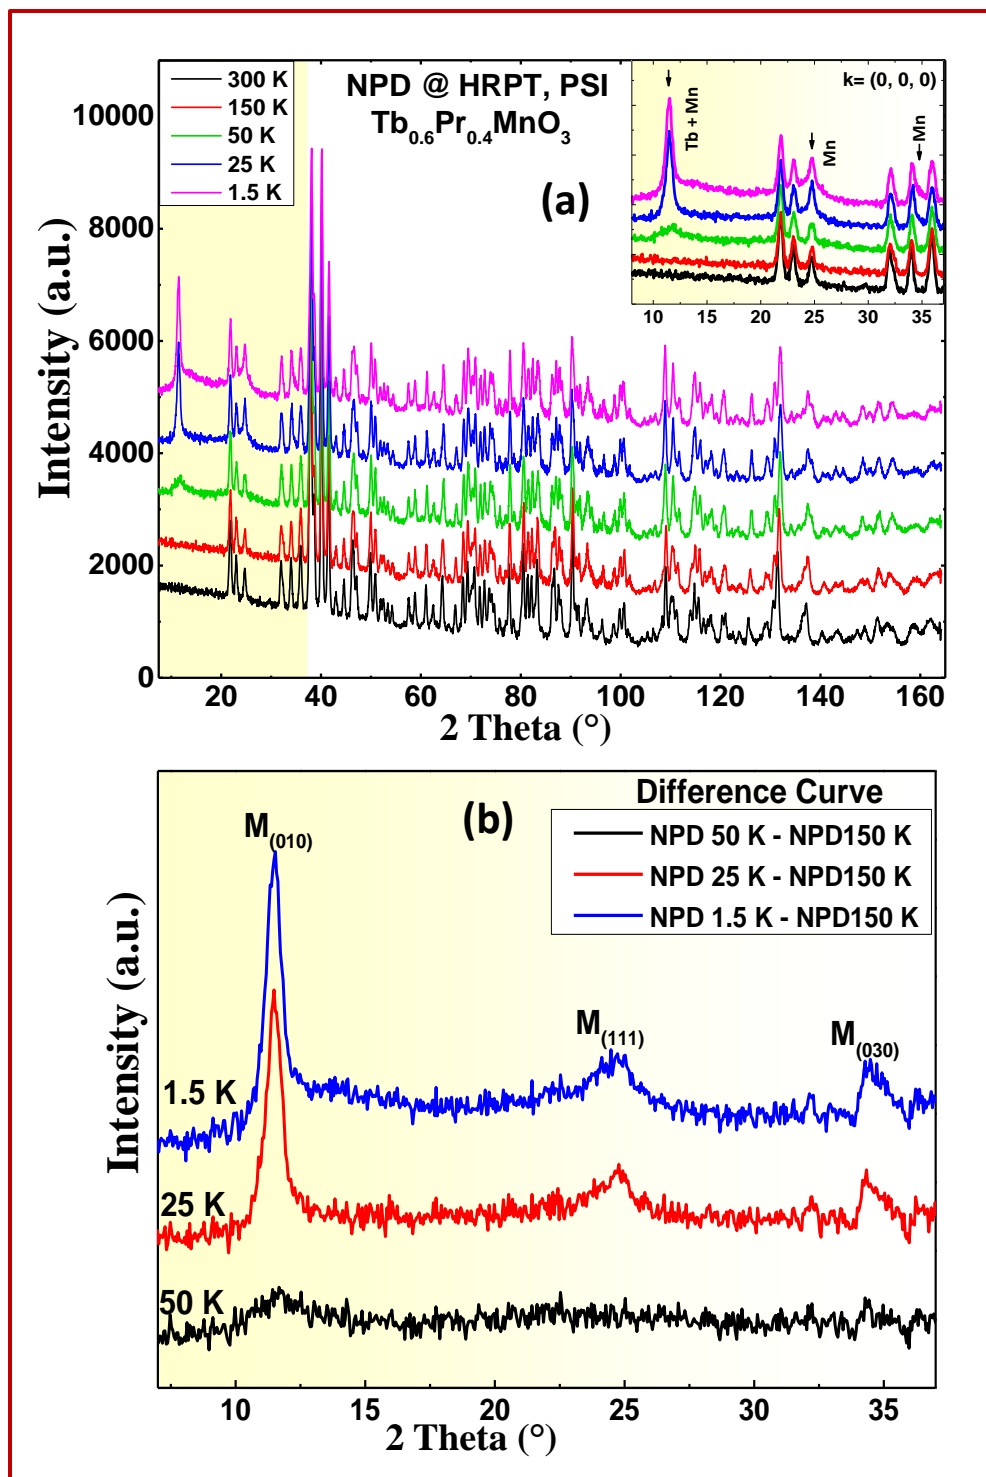 300 K
150 K
50 K
25 K
1.5 K
NPD @ HRPT, PSI
Tb0.6Pr0.4MnO3
(a)
k= (0, 0, 0)
Tb + Mn
Mn
Mn
10 15 20 25 30 35
10000
8000
6000
4000
2000
0
Intensity (a.u.)
20 40 60 80 100 120 140 160
2 Theta (°)
Difference Curve
NPD 50 K - NPD150 K
NPD 25 K - NPD150 K
NPD 1.5 K - NPD150 K
(b)
M(010)
M(111)
M(030)
1.5 K
25 K
50 K
Intensity (a.u.)
10 15 20 25 30 35
2 Theta (°)